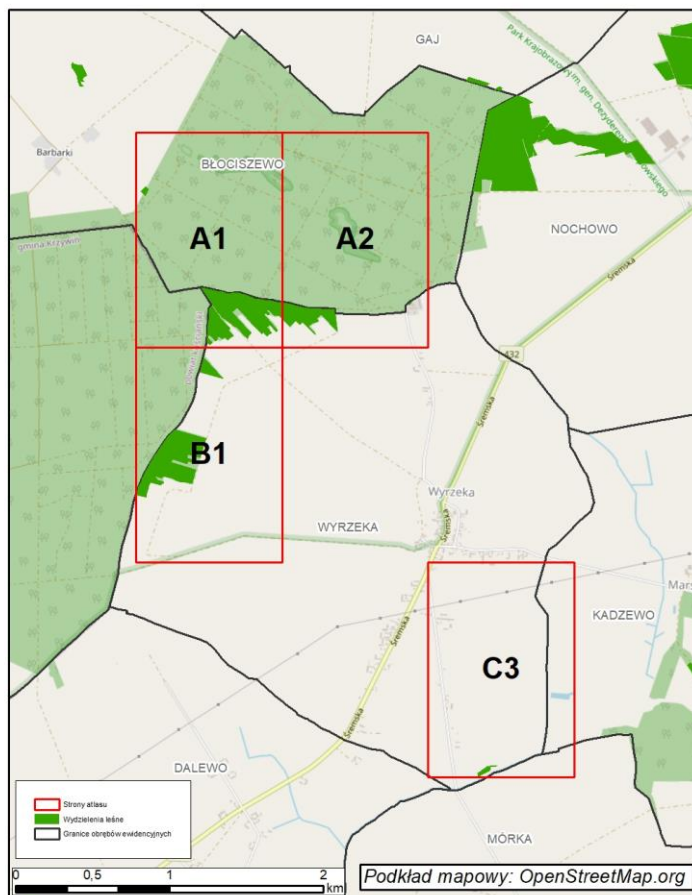 GAJ
Park Krajobrazowy im. gen. Dezyderego
Barbarki
BŁOCISZEWO
NOCHOWO
gmina Krzywiń
A1
A2
432
Śremska
B1
Wyrzeka
Śremska
WYRZEKA
KADZEWO
C3
Śremska
Śremska
DALEWO
MÓRKA
Strony atlasu
Wydzielenia leśne
Granice obrębów ewidencyjnych
0 0,5 1 2
km
Podkład mapowy: OpenStreetMap.org